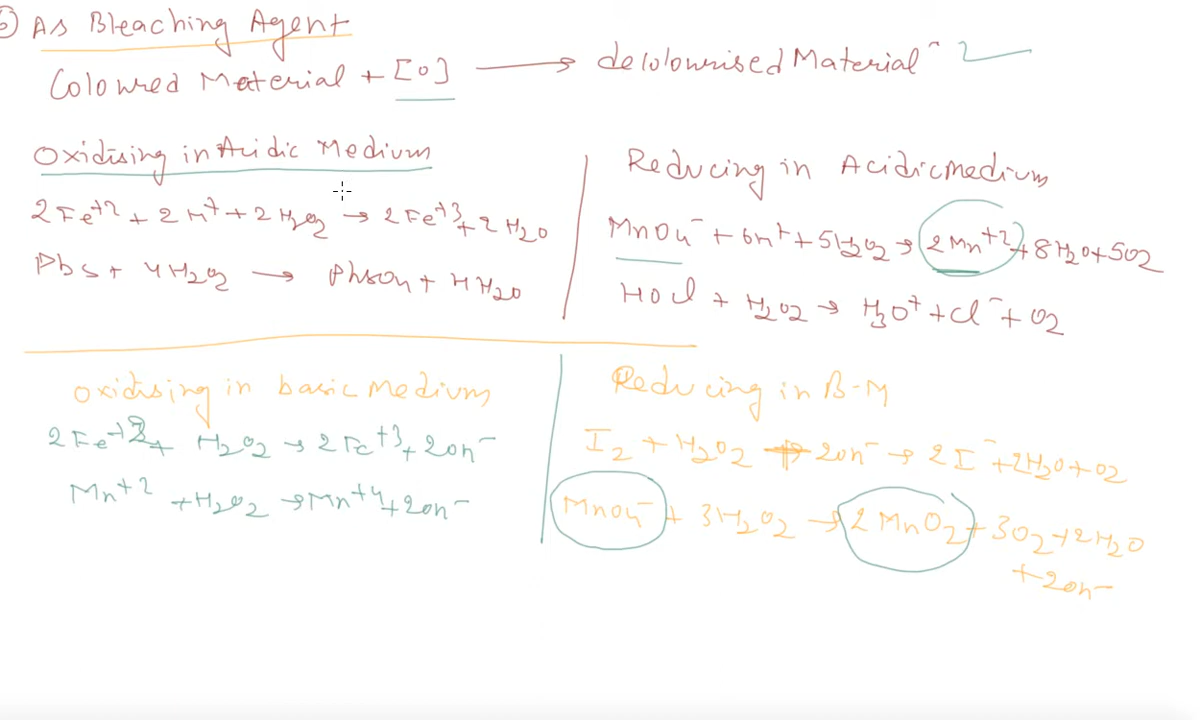 6) As Bleaching Agent
Coloured Material + [O] → decolourised Material
Oxidising in Acidic Medium
2Fe+2 + 2H+ + 2H2O2 → 2Fe+3 + 2H2O
PbS + 4H2O2 → PbSO4 + 4H2O
Reducing in Acidic medium
MnO4- + 6H+ + 5H2O2 → 2Mn+2 + 8H2O + 5O2
HOCl + H2O2 → H3O+ + Cl- + O2
Oxidising in basic Medium
2Fe+2 + H2O2 → 2Fe+3 + 2OH-
Mn+2 + H2O2 → Mn+4 + 2OH-
Reducing in B-M
I2 + H2O2 + 2OH- → 2I- + 2H2O + O2
MnO4- + 3H2O2 → 2MnO2 + 3O2 + 2H2O
+ 2OH-